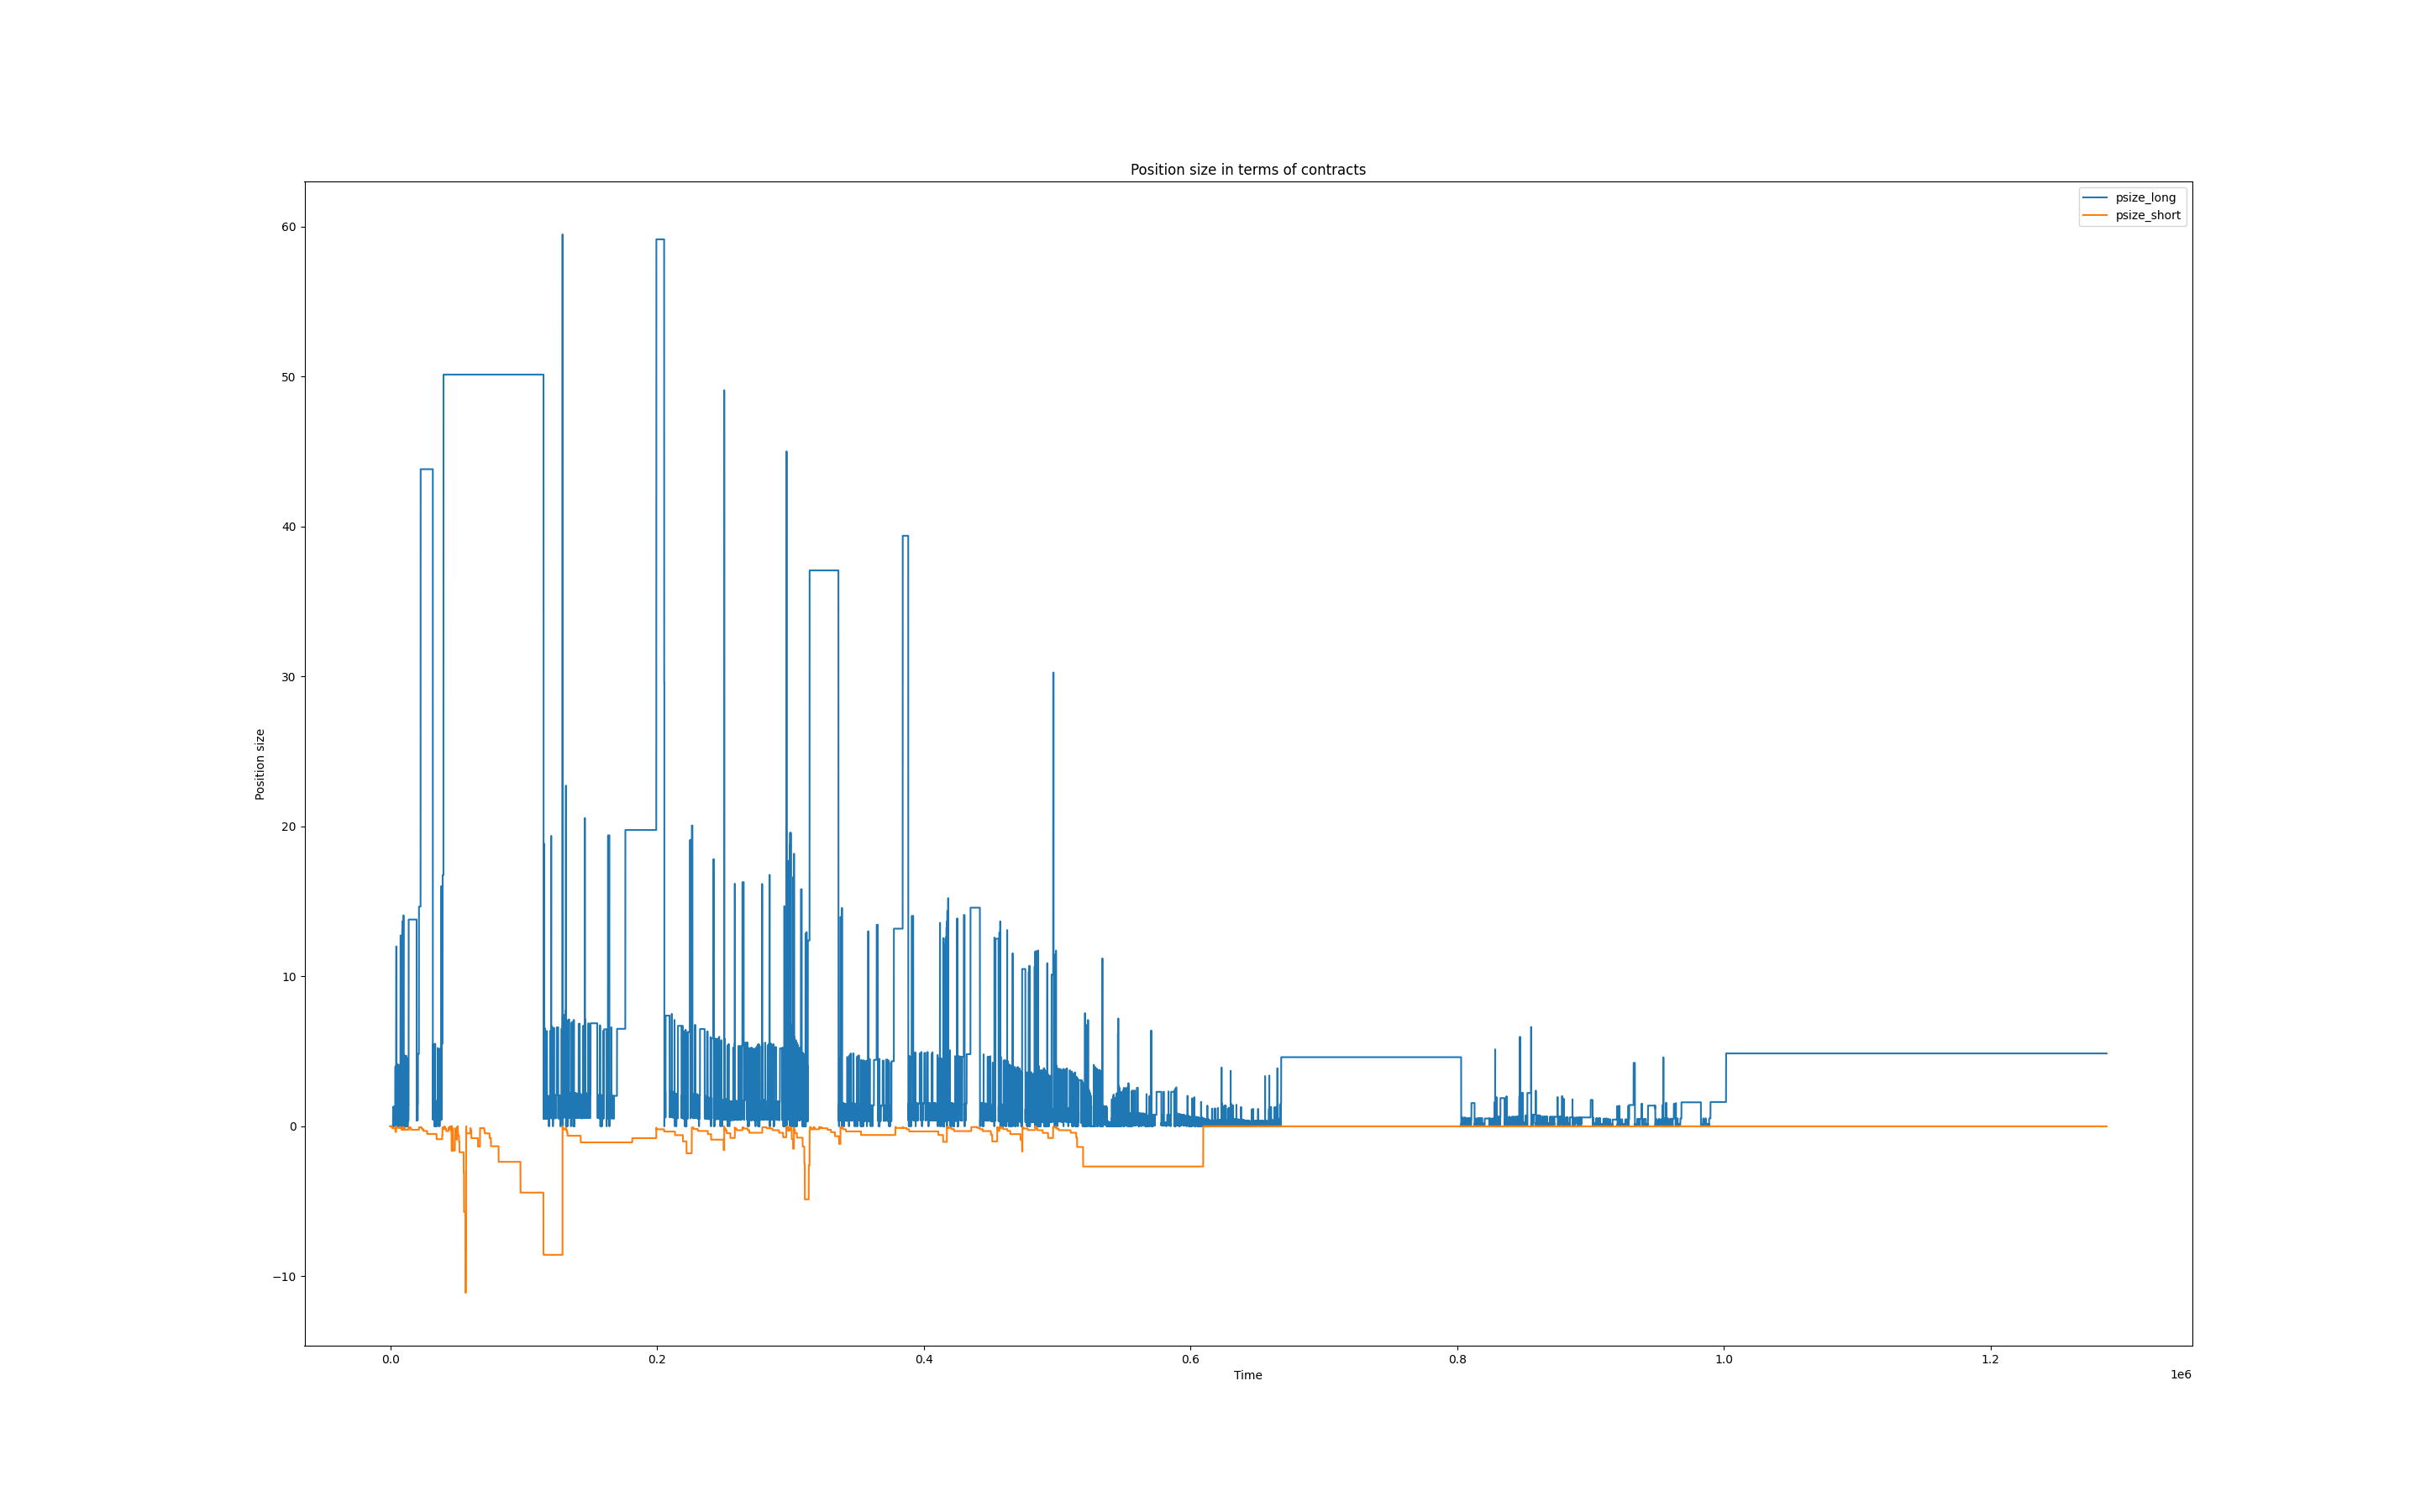 Position size in terms of contracts
psize_long
psize_short
Position size
60
50
40
30
20
10
0
−10
0.0 0.2 0.4 0.6 0.8 1.0 1.2
Time
1e6